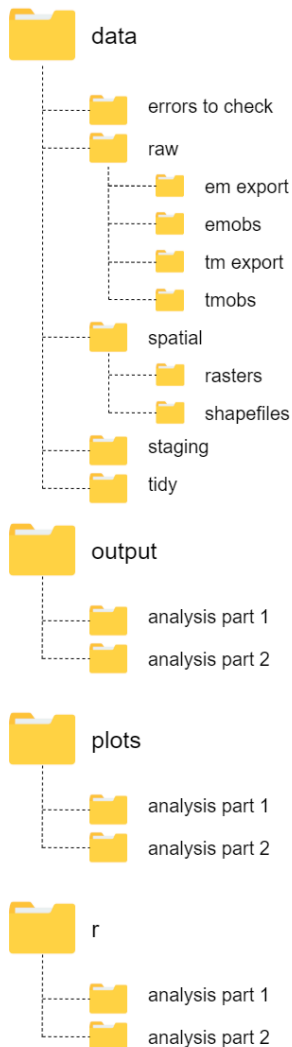 data
errors to check
raw
em export
emobs
tm export
tmobs
spatial
rasters
shapefiles
staging
tidy
output
analysis part 1
analysis part 2
plots
analysis part 1
analysis part 2
r
analysis part 1
analysis part 2